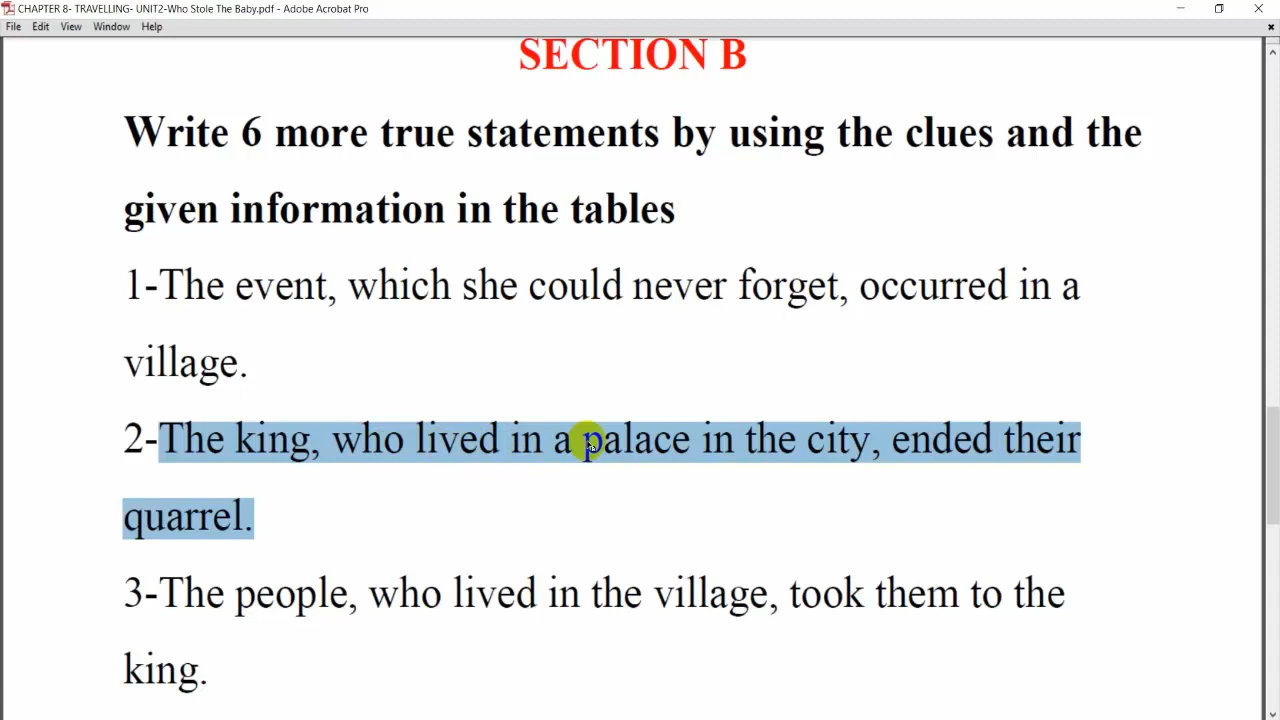 CHAPTER 8- TRAVELLING- UNIT2-Who Stole The Baby.pdf - Adobe Acrobat Pro
File Edit View Window Help
SECTION B
Write 6 more true statements by using the clues and the
given information in the tables
1-The event, which she could never forget, occurred in a
village.
2-The king, who lived in a palace in the city, ended their
quarrel.
3-The people, who lived in the village, took them to the
king.